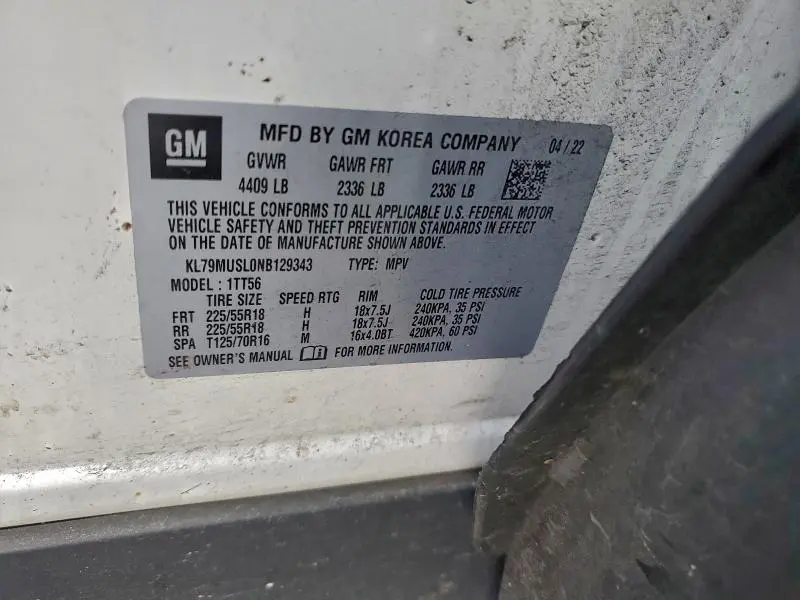 GM MFD BY GM KOREA COMPANY 04/22
GVWR GAWR FRT GAWR RR
4409 LB 2336 LB 2336 LB
THIS VEHICLE CONFORMS TO ALL APPLICABLE U.S. FEDERAL MOTOR
VEHICLE SAFETY AND THEFT PREVENTION STANDARDS IN EFFECT
ON THE DATE OF MANUFACTURE SHOWN ABOVE.
KL79MUSL0NB129343 TYPE: MPV
MODEL : 1TT56
TIRE SIZE SPEED RTG RIM COLD TIRE PRESSURE
FRT 225/55R18 H 18x7.5J 240KPA, 35 PSI
RR 225/55R18 H 18x7.5J 240KPA, 35 PSI
SPA T125/70R16 M 16x4.0BT 420KPA, 60 PSI
SEE OWNER'S MANUAL FOR MORE INFORMATION.